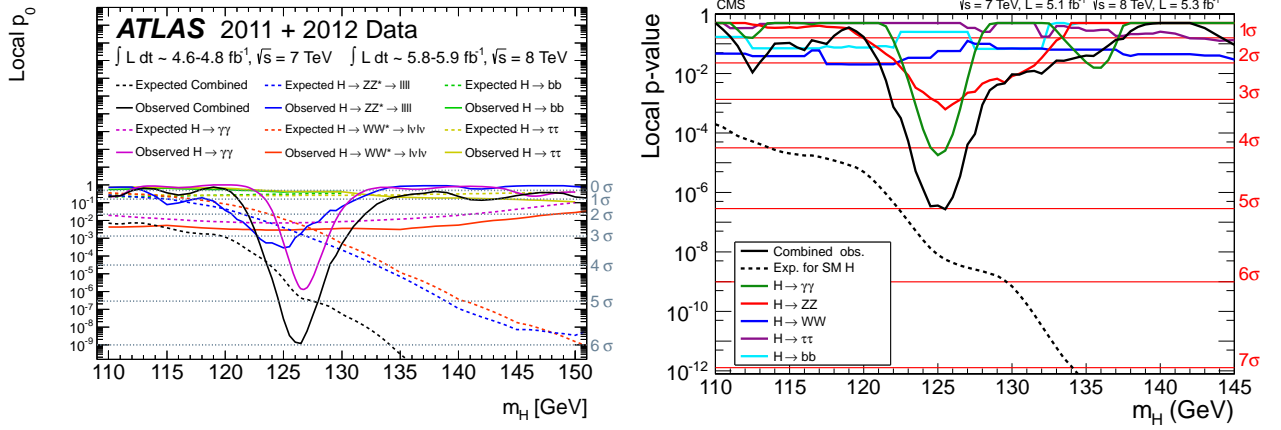 ATLAS 2011 + 2012 Data
∫ L dt ~ 4.6-4.8 fb⁻¹, √s = 7 TeV ∫ L dt ~ 5.8-5.9 fb⁻¹, √s = 8 TeV
Expected Combined Expected H → ZZ* → llll Expected H → bb
Observed Combined Observed H → ZZ* → llll Observed H → bb
Expected H → γγ Expected H → WW* → lνlν Expected H → ττ
Observed H → γγ Observed H → WW* → lνlν Observed H → ττ
Local p₀
1
10⁻¹
10⁻²
10⁻³
10⁻⁴
10⁻⁵
10⁻⁶
10⁻⁷
10⁻⁸
10⁻⁹
0 σ
1 σ
2 σ
3 σ
4 σ
5 σ
6 σ
110 115 120 125 130 135 140 145 150
m_H [GeV]
CMS √s = 7 TeV, L = 5.1 fb⁻¹ √s = 8 TeV, L = 5.3 fb⁻¹
Local p-value
1
10⁻²
10⁻⁴
10⁻⁶
10⁻⁸
10⁻¹⁰
10⁻¹²
1σ
2σ
3σ
4σ
5σ
6σ
7σ
Combined obs.
Exp. for SM H
H → γγ
H → ZZ
H → WW
H → ττ
H → bb
110 115 120 125 130 135 140 145
m_H (GeV)